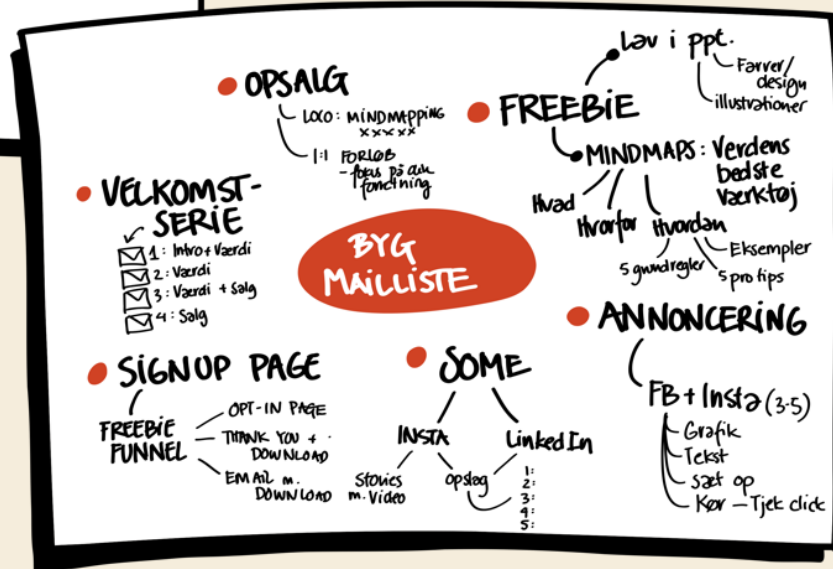 OPSALG
LOCO: MINDMAPPING
xxxxx
1:1 FORLØB
- fokus på
FREEBIE
Lav i ppt.
Farver/
design
illustrationer
MINDMAPS: Verdens
bedste
værktøj
Hvad
Hvorfor
Hvordan
5 grundregler
Eksempler
5 pro tips
VELKOMST-
SERIE
1: Intro + Værdi
2: Værdi
3: Værdi + Salg
4: Salg
BYG
MAILLISTE
ANNONCERING
FB + Insta (3-5)
Grafik
Tekst
sæt op
Kør — Tjek click
SIGNUP PAGE
FREEBIE
FUNNEL
OPT-IN PAGE
THANK YOU +
DOWNLOAD
EMAIL m.
DOWNLOAD
SOME
INSTA
LinkedIn
Stories
m. Video
opslag
1:
2:
3:
4:
5: